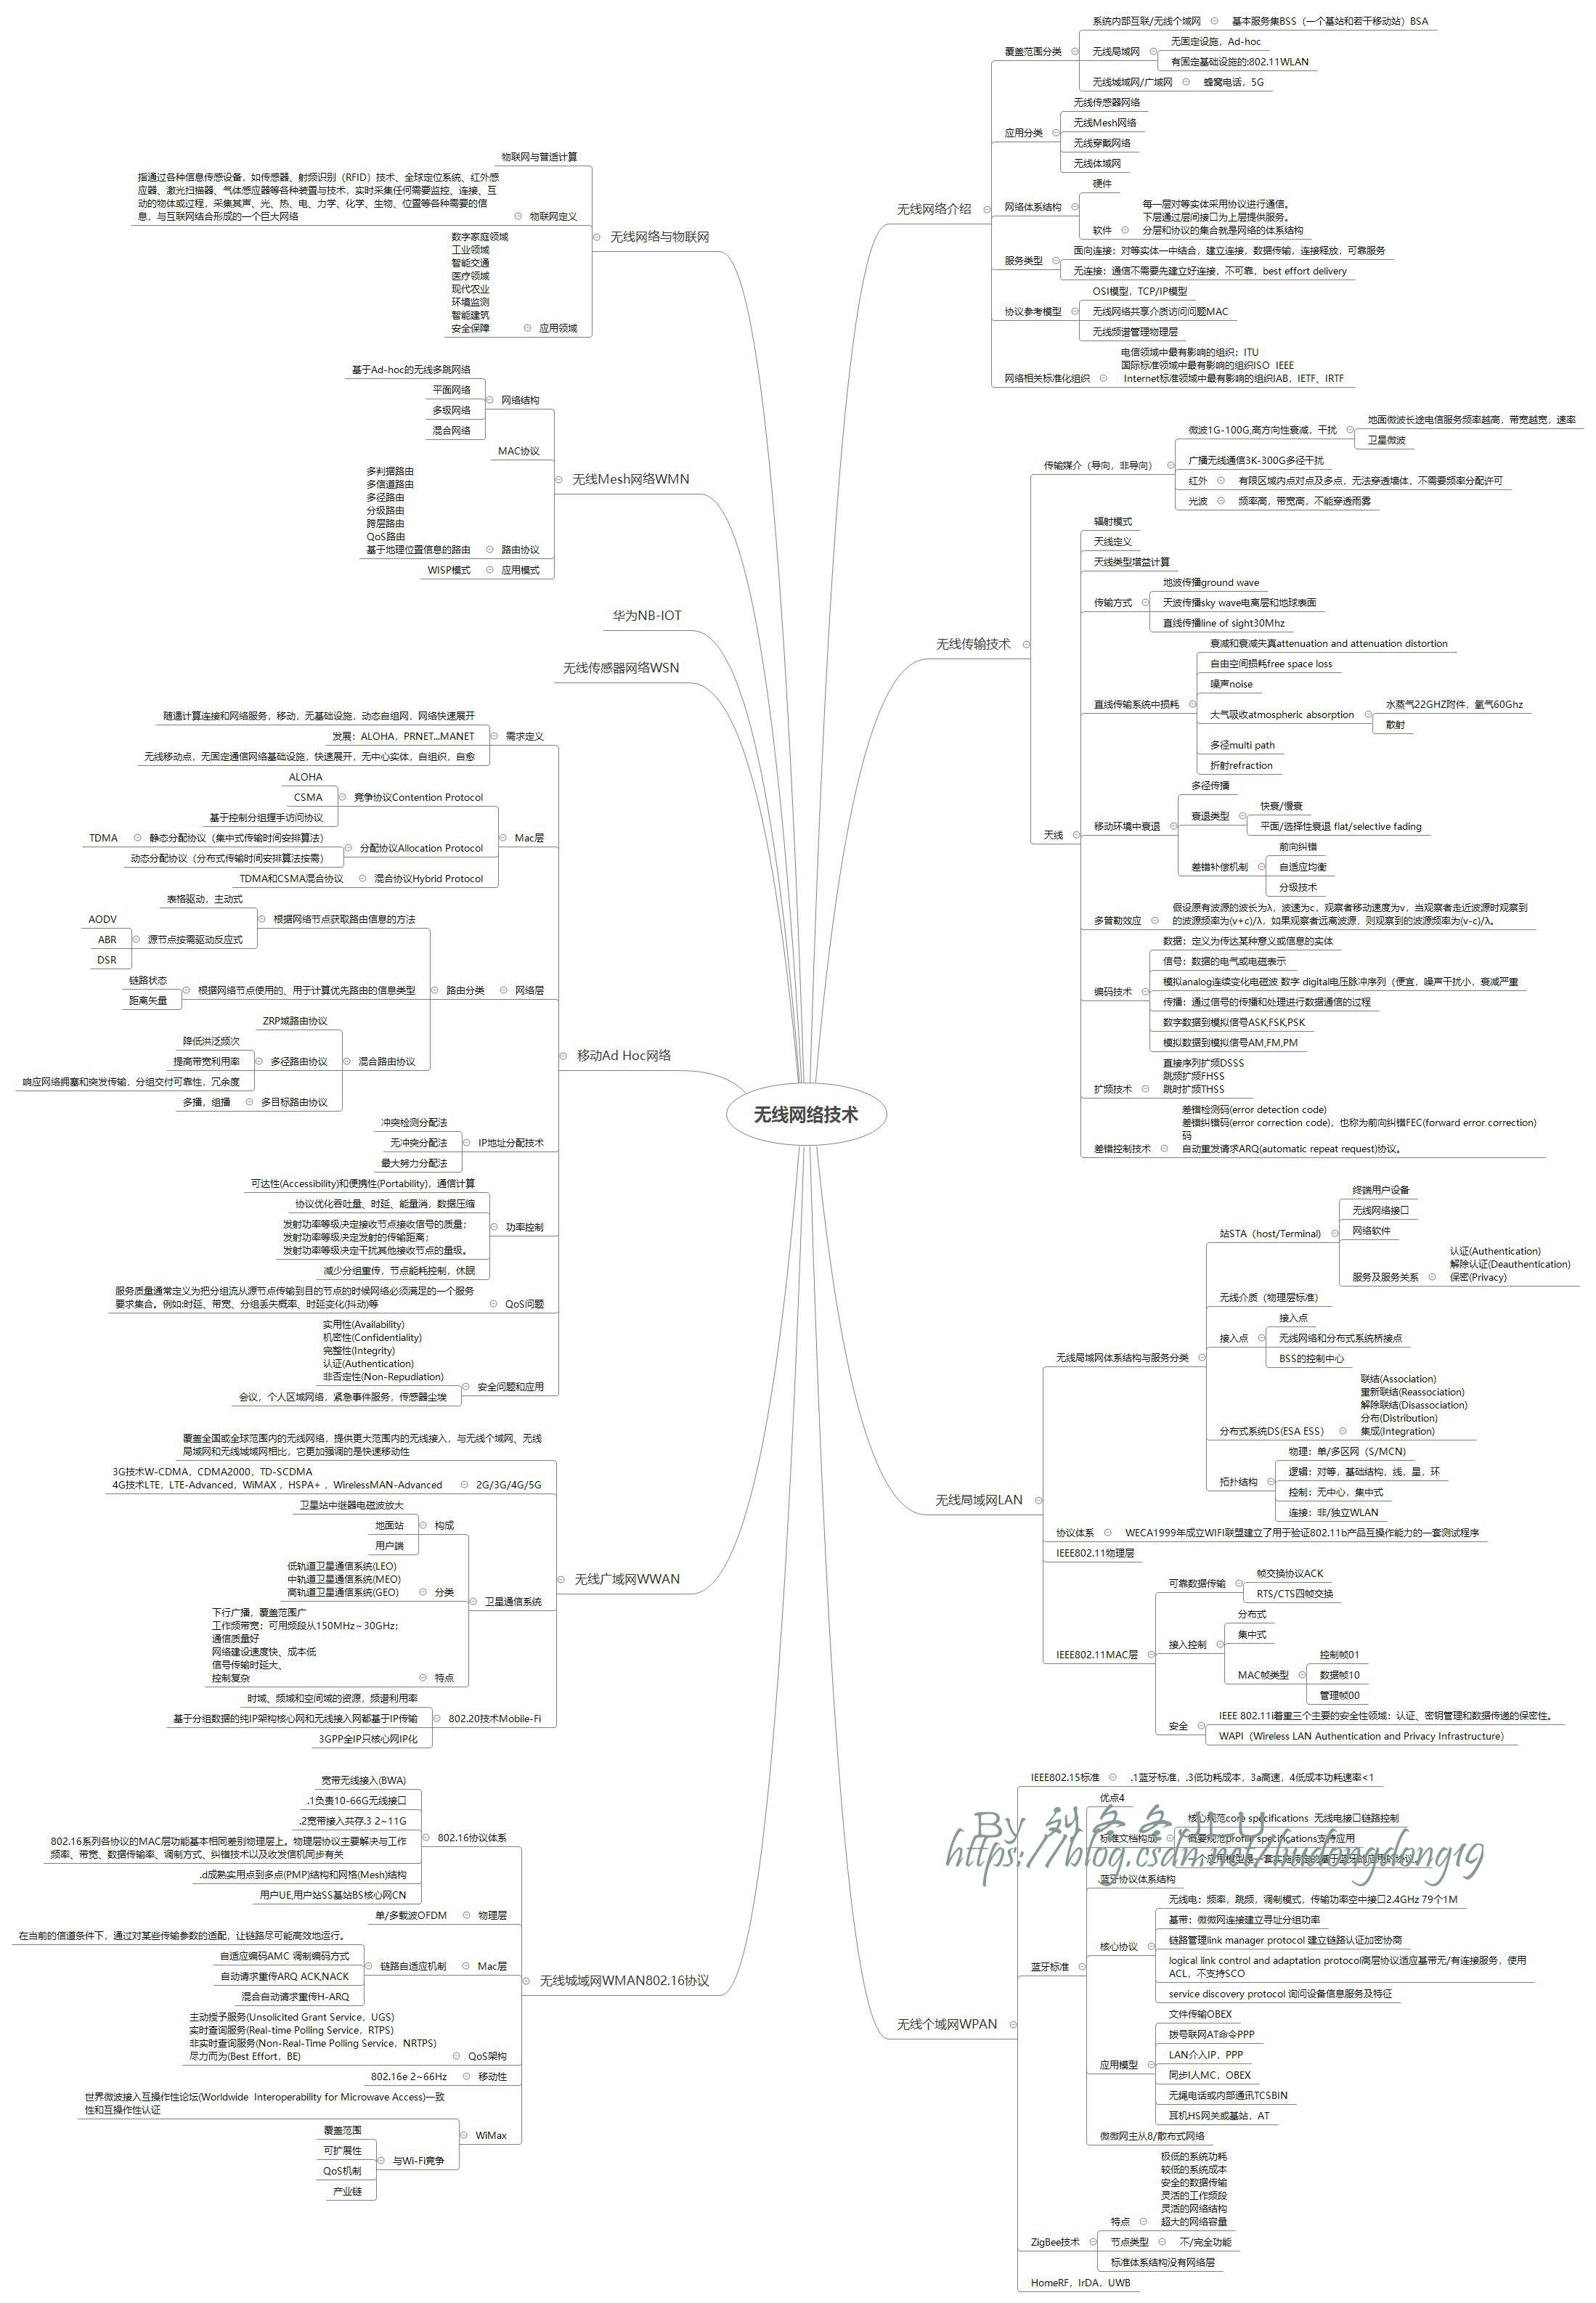 无线网络技术
无线网络介绍
覆盖范围分类
系统内部互联/无线个域网
基本服务集BSS（一个基站和若干移动站）BSA
无线局域网
无固定设施，Ad-hoc
有固定基础设施的:802.11WLAN
无线城域网/广域网
蜂窝电话，5G
应用分类
无线传感器网络
无线Mesh网络
无线穿戴网络
无线体域网
网络体系结构
硬件
软件
每一层对等实体采用协议进行通信。
下层通过层间接口为上层提供服务。
分层和协议的集合就是网络的体系结构
服务类型
面向连接：对等实体一中结合，建立连接，数据传输，连接释放，可靠服务
无连接：通信不需要先建立好连接，不可靠，best effort delivery
协议参考模型
OSI模型，TCP/IP模型
无线网络共享介质访问问题MAC
无线频谱管理物理层
网络相关标准化组织
电信领域中最有影响的组织：ITU
国际标准领域中最有影响的组织ISO IEEE
Internet标准领域中最有影响的组织IAB，IETF、IRTF
无线传输技术
传输媒介（导向，非导向）
微波1G-100G,高方向性衰减，干扰
地面微波长途电信服务频率越高，带宽越宽，速率
卫星微波
广播无线通信3K-300G多径干扰
红外
有限区域内点对点及多点，无法穿透墙体，不需要频率分配许可
光波
频率高，带宽高，不能穿透雨雾
天线
辐射模式
天线定义
天线类型增益计算
传输方式
地波传播ground wave
天波传播sky wave电离层和地球表面
直线传播line of sight30Mhz
直线传输系统中损耗
衰减和衰减失真attenuation and attenuation distortion
自由空间损耗free space loss
噪声noise
大气吸收atmospheric absorption
水蒸气22GHZ附件，氧气60Ghz
散射
多径multi path
折射refraction
移动环境中衰退
多径传播
衰退类型
快衰/慢衰
平面/选择性衰退 flat/selective fading
差错补偿机制
前向纠错
自适应均衡
分级技术
多普勒效应
假设原有波源的波长为λ，波速为c，观察者移动速度为v，当观察者走近波源时观察到
的波源频率为(v+c)/λ，如果观察者远离波源，则观察到的波源频率为(v-c)/λ。
编码技术
数据：定义为传达某种意义或信息的实体
信号：数据的电气或电磁表示
模拟analog连续变化电磁波 数字 digital电压脉冲序列（便宜，噪声干扰小，衰减严重
传播：通过信号的传播和处理进行数据通信的过程
数字数据到模拟信号ASK,FSK,PSK
模拟数据到模拟信号AM,FM,PM
扩频技术
直接序列扩频DSSS
跳频扩频FHSS
跳时扩频THSS
差错控制技术
差错检测码(error detection code)
差错纠错码(error correction code)，也称为前向纠错FEC(forward error correction)
码
自动重发请求ARQ(automatic repeat request)协议。
无线局域网LAN
无线局域网体系结构与服务分类
站STA（host/Terminal）
终端用户设备
无线网络接口
网络软件
服务及服务关系
认证(Authentication)
解除认证(Deauthentication)
保密(Privacy)
无线介质（物理层标准）
接入点
接入点
无线网络和分布式系统桥接点
BSS的控制中心
分布式系统DS(ESA ESS）
联结(Association)
重新联结(Reassociation)
解除联结(Disassociation)
分布(Distribution)
集成(Integration)
拓扑结构
物理：单/多区网（S/MCN)
逻辑：对等，基础结构，线，星，环
控制：无中心，集中式
连接：非/独立WLAN
协议体系
WECA1999年成立WIFI联盟建立了用于验证802.11b产品互操作能力的一套测试程序
IEEE802.11物理层
IEEE802.11MAC层
可靠数据传输
帧交换协议ACK
RTS/CTS四帧交换
接入控制
分布式
集中式
MAC帧类型
控制帧01
数据帧10
管理帧00
安全
IEEE 802.11i着重三个主要的安全性领域：认证、密钥管理和数据传递的保密性。
WAPI（Wireless LAN Authentication and Privacy Infrastructure）
无线个域网WPAN
IEEE802.15标准
.1蓝牙标准，.3低功耗成本，3a高速，4低成本功耗速率<1
蓝牙标准
优点4
标准文档构成
核心规范core specifications 无线电接口链路控制
概要规范profile specifications支持应用
By 刘冬冬JLU
https://blog.csdn.net/liudongdong19
蓝牙协议体系结构
核心协议
无线电：频率，跳频，调制模式，传输功率空中接口2.4GHz 79个1M
基带：微微网连接建立寻址分组功率
链路管理link manager protocol 建立链路认证加密协商
logical link control and adaptation protocol高层协议适应基带无/有连接服务，使用
ACL，不支持SCO
service discovery protocol 询问设备信息服务及特征
应用模型
文件传输OBEX
拨号联网AT命令PPP
LAN介入IP，PPP
同步I人MC，OBEX
无绳电话或内部通讯TCSBIN
耳机HS网关或基站，AT
微微网主从8/散布式网络
ZigBee技术
特点
极低的系统功耗
较低的系统成本
安全的数据传输
灵活的工作频段
灵活的网络结构
超大的网络容量
节点类型
不/完全功能
标准体系结构没有网络层
HomeRF，IrDA，UWB
无线网络与物联网
物联网与普适计算
物联网定义
指通过各种信息传感设备，如传感器、射频识别（RFID）技术、全球定位系统、红外感
应器、激光扫描器、气体感应器等各种装置与技术，实时采集任何需要监控、连接、互
动的物体或过程，采集其声、光、热、电、力学、化学、生物、位置等各种需要的信
息，与互联网结合形成的一个巨大网络
应用领域
数字家庭领域
工业领域
智能交通
医疗领域
现代农业
环境监测
智能建筑
安全保障
无线Mesh网络WMN
网络结构
基于Ad-hoc的无线多跳网络
平面网络
多级网络
混合网络
MAC协议
路由协议
多判据路由
多信道路由
多径路由
分级路由
跨层路由
QoS路由
基于地理位置信息的路由
应用模式
WISP模式
华为NB-IOT
无线传感器网络WSN
移动Ad Hoc网络
需求定义
随遇计算连接和网络服务，移动，无基础设施，动态自组网，网络快速展开
发展：ALOHA，PRNET...MANET
无线移动点，无固定通信网络基础设施，快速展开，无中心实体，自组织，自愈
Mac层
竞争协议Contention Protocol
ALOHA
CSMA
基于控制分组握手访问协议
分配协议Allocation Protocol
静态分配协议（集中式传输时间安排算法）
TDMA
动态分配协议（分布式传输时间安排算法按需）
混合协议Hybrid Protocol
TDMA和CSMA混合协议
网络层
路由分类
根据网络节点获取路由信息的方法
表格驱动，主动式
源节点按需驱动反应式
AODV
ABR
DSR
根据网络节点使用的、用于计算优先路由的信息类型
链路状态
距离矢量
混合路由协议
ZRP域路由协议
多径路由协议
降低洪泛频次
提高带宽利用率
响应网络拥塞和突发传输，分组交付可靠性，冗余度
多目标路由协议
多播，组播
IP地址分配技术
冲突检测分配法
无冲突分配法
最大努力分配法
功率控制
可达性(Accessibility)和便携性(Portability)，通信计算
协议优化吞吐量、时延、能量消，数据压缩
发射功率等级决定接收节点接收信号的质量；
发射功率等级决定发射的传输距离；
发射功率等级决定干扰其他接收节点的量级。
减少分组重传，节点能耗控制，休眠
QoS问题
服务质量通常定义为把分组流从源节点传输到目的节点的时候网络必须满足的一个服务
要求集合。例如:时延、带宽、分组丢失概率、时延变化(抖动)等
安全问题和应用
实用性(Availability)
机密性(Confidentiality)
完整性(Integrity)
认证(Authentication)
非否定性(Non-Repudiation)
会议，个人区域网络，紧急事件服务，传感器尘埃
无线广域网WWAN
覆盖全国或全球范围内的无线网络，提供更大范围内的无线接入，与无线个域网、无线
局域网和无线城域网相比，它更加强调的是快速移动性
2G/3G/4G/5G
3G技术W-CDMA，CDMA2000，TD-SCDMA
4G技术LTE，LTE-Advanced，WiMAX ，HSPA+ ，WirelessMAN-Advanced
卫星通信系统
构成
卫星站中继器电磁波放大
地面站
用户端
分类
低轨道卫星通信系统(LEO)
中轨道卫星通信系统(MEO)
高轨道卫星通信系统(GEO)
特点
下行广播，覆盖范围广
工作频带宽：可用频段从150MHz～30GHz；
通信质量好
网络建设速度快、成本低
信号传输时延大、
控制复杂
802.20技术Mobile-Fi
时域、频域和空间域的资源，频谱利用率
基于分组数据的纯IP架构核心网和无线接入网都基于IP传输
3GPP全IP只核心网IP化
无线城域网WMAN802.16协议
802.16协议体系
宽带无线接入(BWA)
.1负责10-66G无线接口
.2宽带接入共存.3 2~11G
802.16系列各协议的MAC层功能基本相同差别物理层上。物理层协议主要解决与工作
频率、带宽、数据传输率、调制方式、纠错技术以及收发信机同步有关
.d成熟实用点到多点(PMP)结构和网格(Mesh)结构
用户UE,用户站SS基站BS核心网CN
物理层
单/多载波OFDM
Mac层
链路自适应机制
在当前的信道条件下，通过对某些传输参数的适配，让链路尽可能高效地运行。
自适应编码AMC 调制编码方式
自动请求重传ARQ ACK,NACK
混合自动请求重传H-ARQ
QoS架构
主动授予服务(Unsolicited Grant Service，UGS)
实时查询服务(Real-time Polling Service，RTPS)
非实时查询服务(Non-Real-Time Polling Service，NRTPS)
尽力而为(Best Effort，BE)
移动性
802.16e 2~66Hz
WiMax
世界微波接入互操作性论坛(Worldwide Interoperability for Microwave Access)一致
性和互操作性认证
与Wi-Fi竞争
覆盖范围
可扩展性
QoS机制
产业链